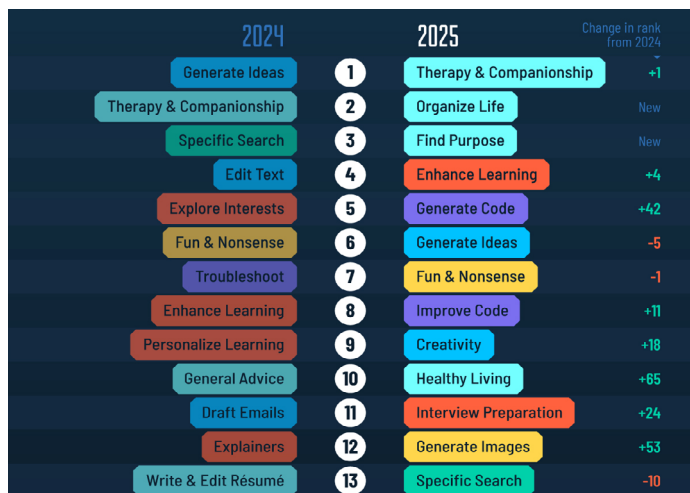 2024 2025 Change in rank
from 2024
Generate Ideas 1 Therapy & Companionship +1
Therapy & Companionship 2 Organize Life New
Specific Search 3 Find Purpose New
Edit Text 4 Enhance Learning +4
Explore Interests 5 Generate Code +42
Fun & Nonsense 6 Generate Ideas -5
Troubleshoot 7 Fun & Nonsense -1
Enhance Learning 8 Improve Code +11
Personalize Learning 9 Creativity +18
General Advice 10 Healthy Living +65
Draft Emails 11 Interview Preparation +24
Explainers 12 Generate Images +53
Write & Edit Résumé 13 Specific Search -10